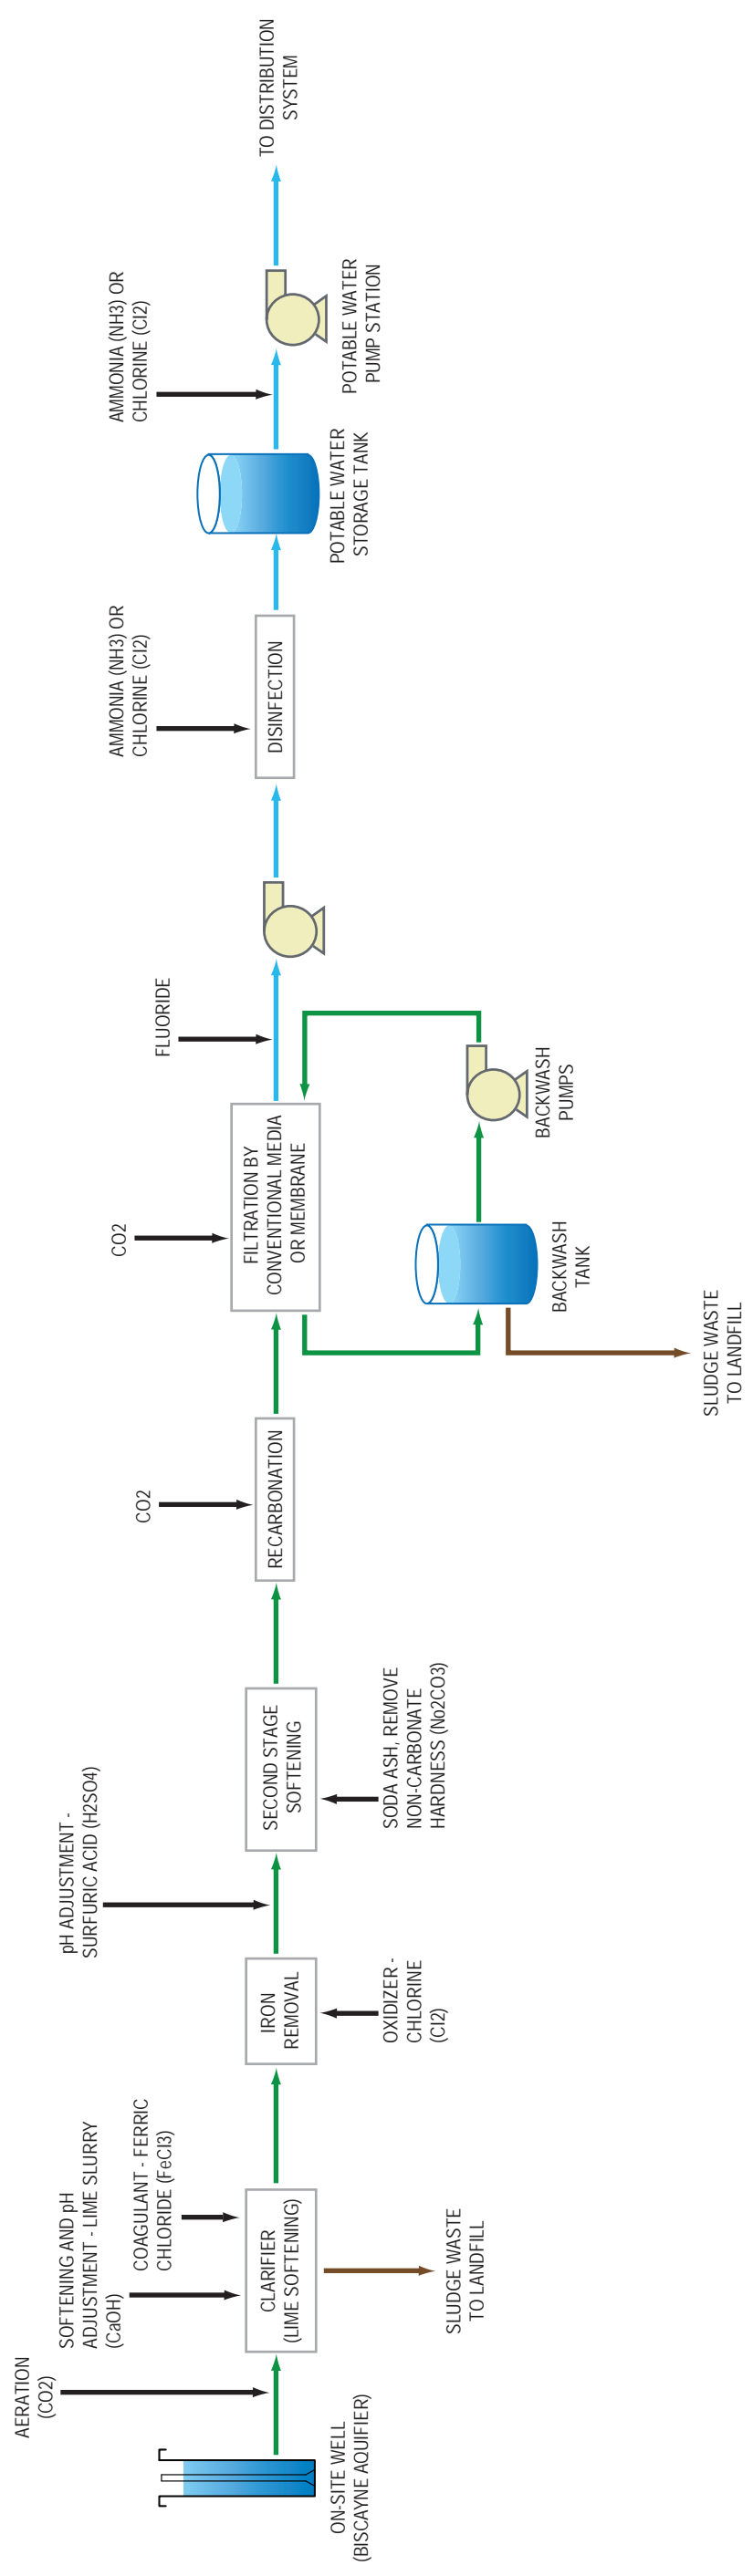 AERATION
(CO2)
SOFTENING AND pH
ADJUSTMENT - LIME SLURRY
(CaOH)
COAGULANT - FERRIC
CHLORIDE (FeCl3)
ON-SITE WELL
(BISCAYNE AQUIFIER)
CLARIFIER
(LIME SOFTENING)
SLUDGE WASTE
TO LANDFILL
IRON
REMOVAL
OXIDIZER -
CHLORINE
(Cl2)
pH ADJUSTMENT -
SURFURIC ACID (H2SO4)
SECOND STAGE
SOFTENING
SODA ASH, REMOVE
NON-CARBONATE
HARDNESS (No2CO3)
CO2
RECARBONATION
CO2
FILTRATION BY
CONVENTIONAL MEDIA
OR MEMBRANE
BACKWASH
TANK
SLUDGE WASTE
TO LANDFILL
BACKWASH
PUMPS
FLUORIDE
AMMONIA (NH3) OR
CHLORINE (Cl2)
DISINFECTION
POTABLE WATER
STORAGE TANK
AMMONIA (NH3) OR
CHLORINE (Cl2)
POTABLE WATER
PUMP STATION
TO DISTRIBUTION
SYSTEM